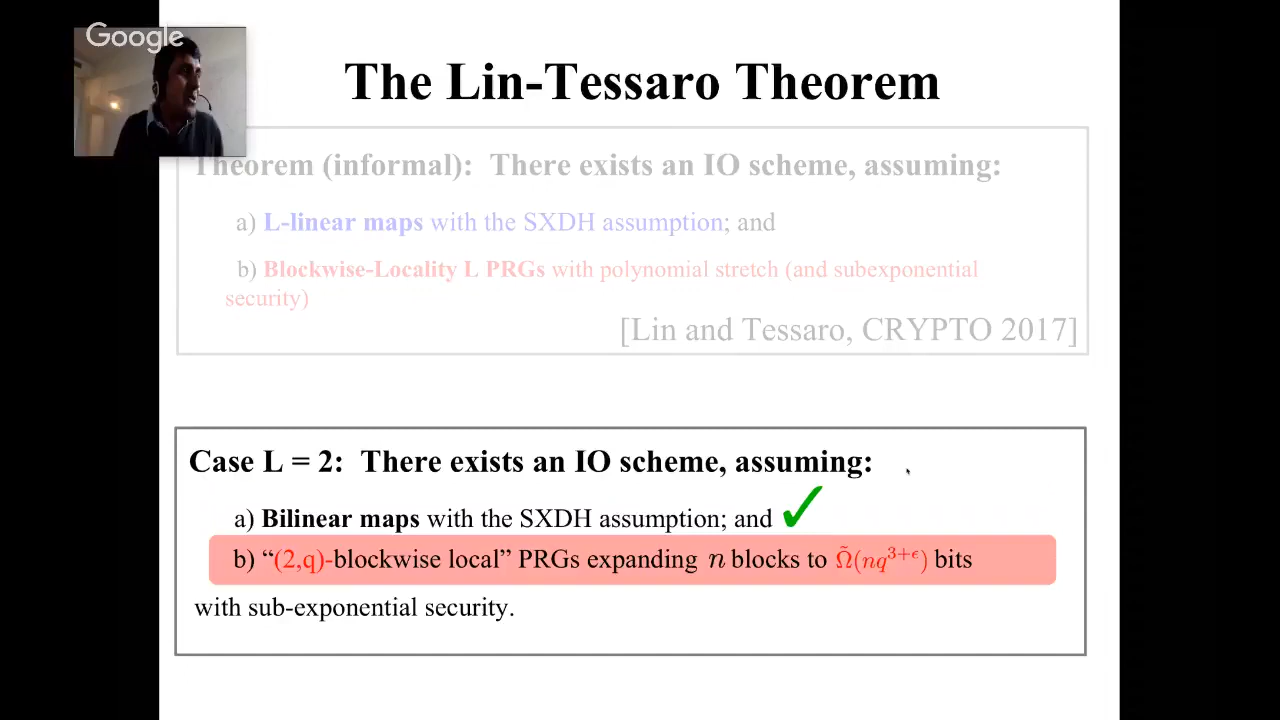 Google
The Lin-Tessaro Theorem
Theorem (informal): There exists an IO scheme, assuming:
a) L-linear maps with the SXDH assumption; and
b) Blockwise-Locality L PRGs with polynomial stretch (and subexponential
security)
[Lin and Tessaro, CRYPTO 2017]
Case L = 2: There exists an IO scheme, assuming:
a) Bilinear maps with the SXDH assumption; and ✓
b) “(2,q)-blockwise local” PRGs expanding n blocks to Ω̃(nq³⁺ᵋ) bits
with sub-exponential security.